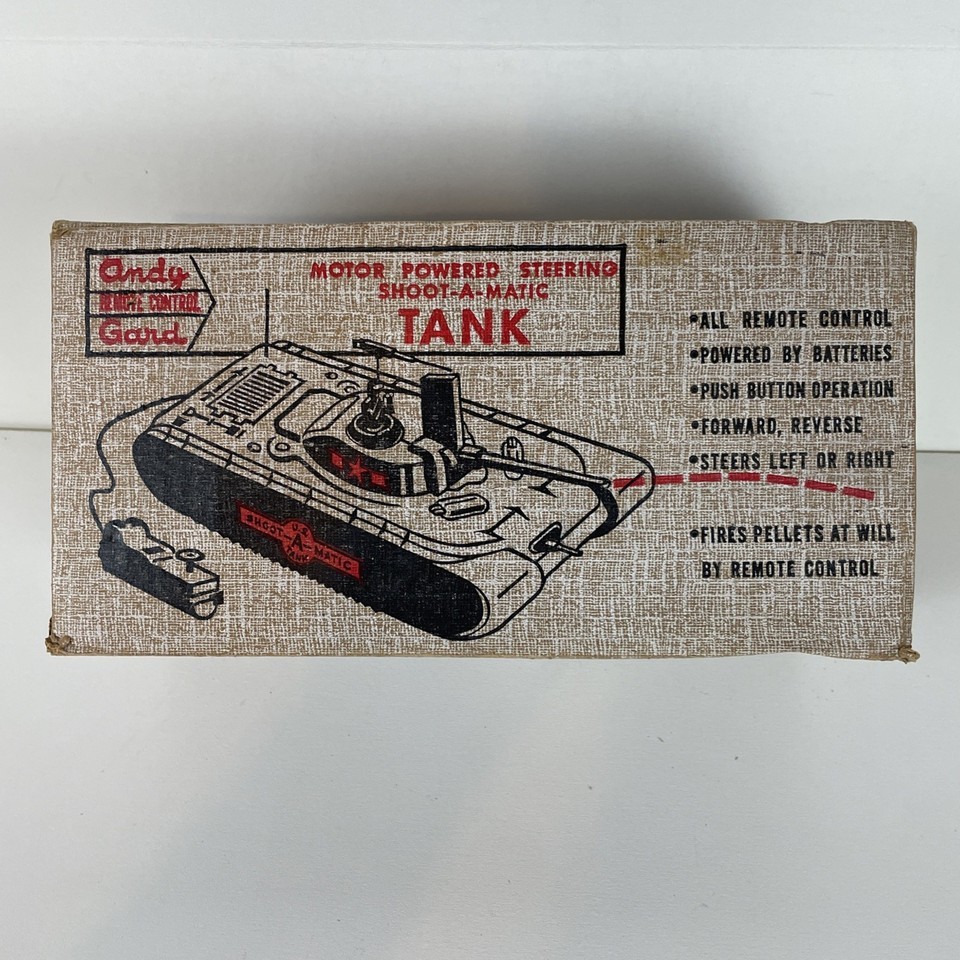 Andy
REMOTE CONTROL
Gard
MOTOR POWERED STEERING
SHOOT-A-MATIC
TANK
•ALL REMOTE CONTROL
•POWERED BY BATTERIES
•PUSH BUTTON OPERATION
•FORWARD, REVERSE
•STEERS LEFT OR RIGHT
•FIRES PELLETS AT WILL
BY REMOTE CONTROL
U.S.
SHOOT-A-MATIC
TANK